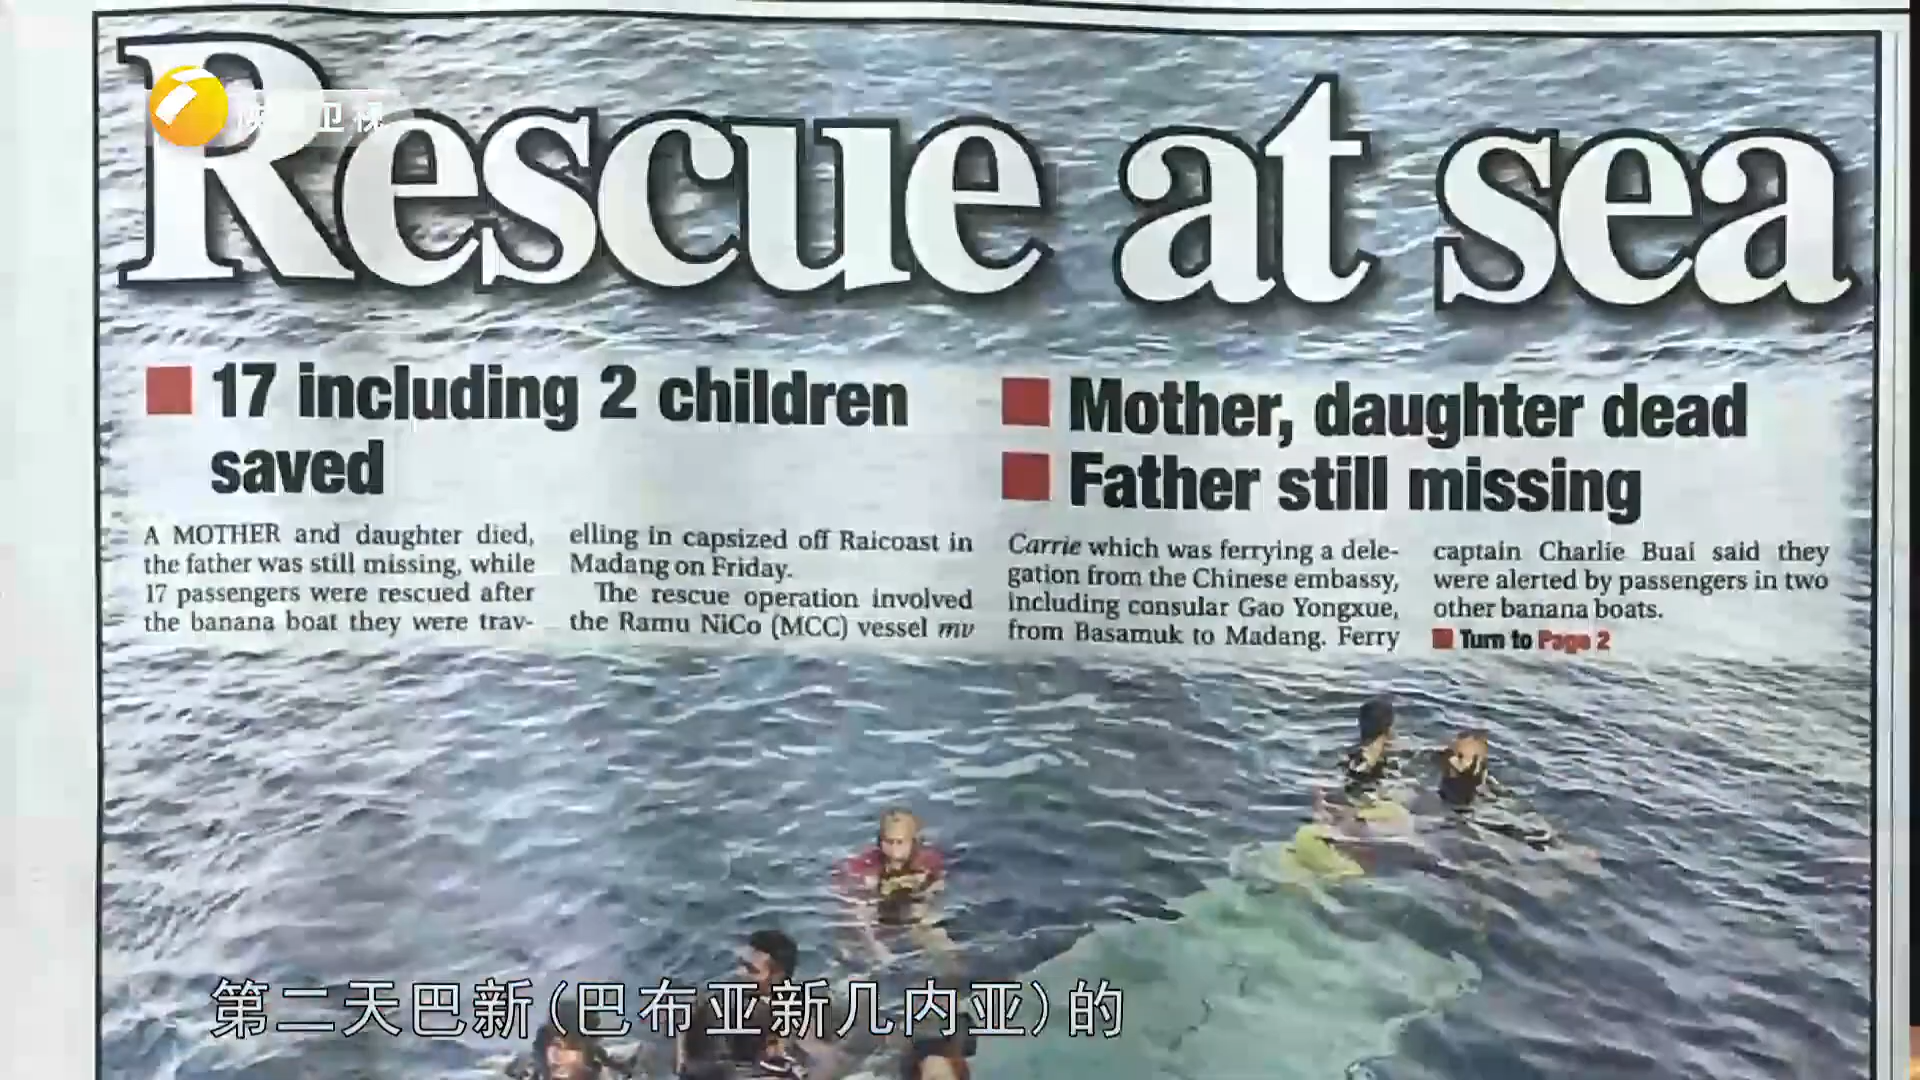 Rescue at sea
卫视
17 including 2 children
saved
Mother, daughter dead
Father still missing
A MOTHER and daughter died,
the father was still missing, while
17 passengers were rescued after
the banana boat they were trav-
elling in capsized off Raicoast in
Madang on Friday.
The rescue operation involved
the Ramu NiCo (MCC) vessel mv
Carrie which was ferrying a dele-
gation from the Chinese embassy,
including consular Gao Yongxue,
from Basamuk to Madang. Ferry
captain Charlie Buai said they
were alerted by passengers in two
other banana boats.
Turn to Page 2
第二天巴新(巴布亚新几内亚)的